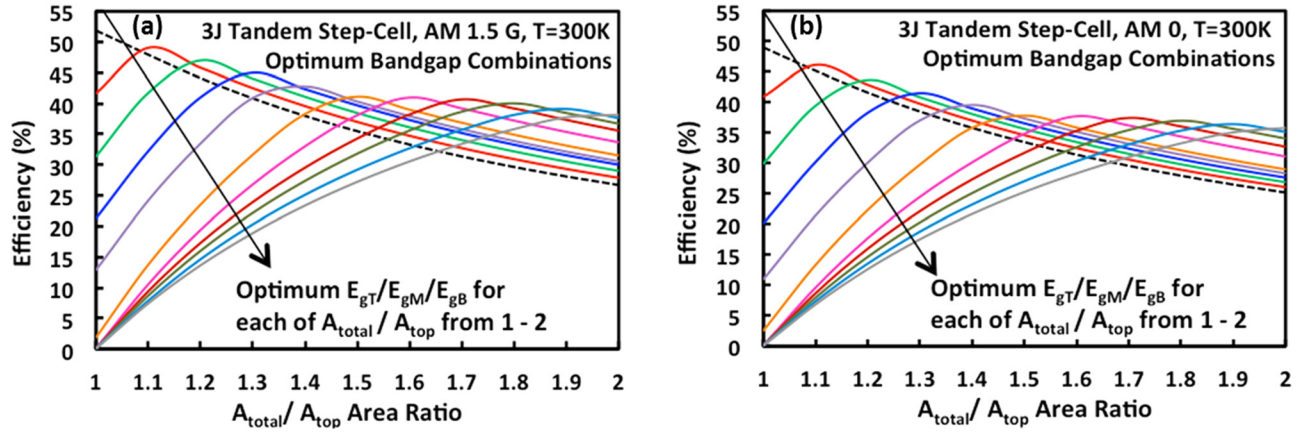 (a)
3J Tandem Step-Cell, AM 1.5 G, T=300K
Optimum Bandgap Combinations
Efficiency (%)
55
50
45
40
35
30
25
20
15
10
5
0
Optimum EgT/EgM/EgB for
each of Atotal / Atop from 1 - 2
1 1.1 1.2 1.3 1.4 1.5 1.6 1.7 1.8 1.9 2
Atotal/ Atop Area Ratio
(b)
3J Tandem Step-Cell, AM 0, T=300K
Optimum Bandgap Combinations
Efficiency (%)
55
50
45
40
35
30
25
20
15
10
5
0
Optimum EgT/EgM/EgB for
each of Atotal / Atop from 1 - 2
1 1.1 1.2 1.3 1.4 1.5 1.6 1.7 1.8 1.9 2
Atotal/ Atop Area Ratio